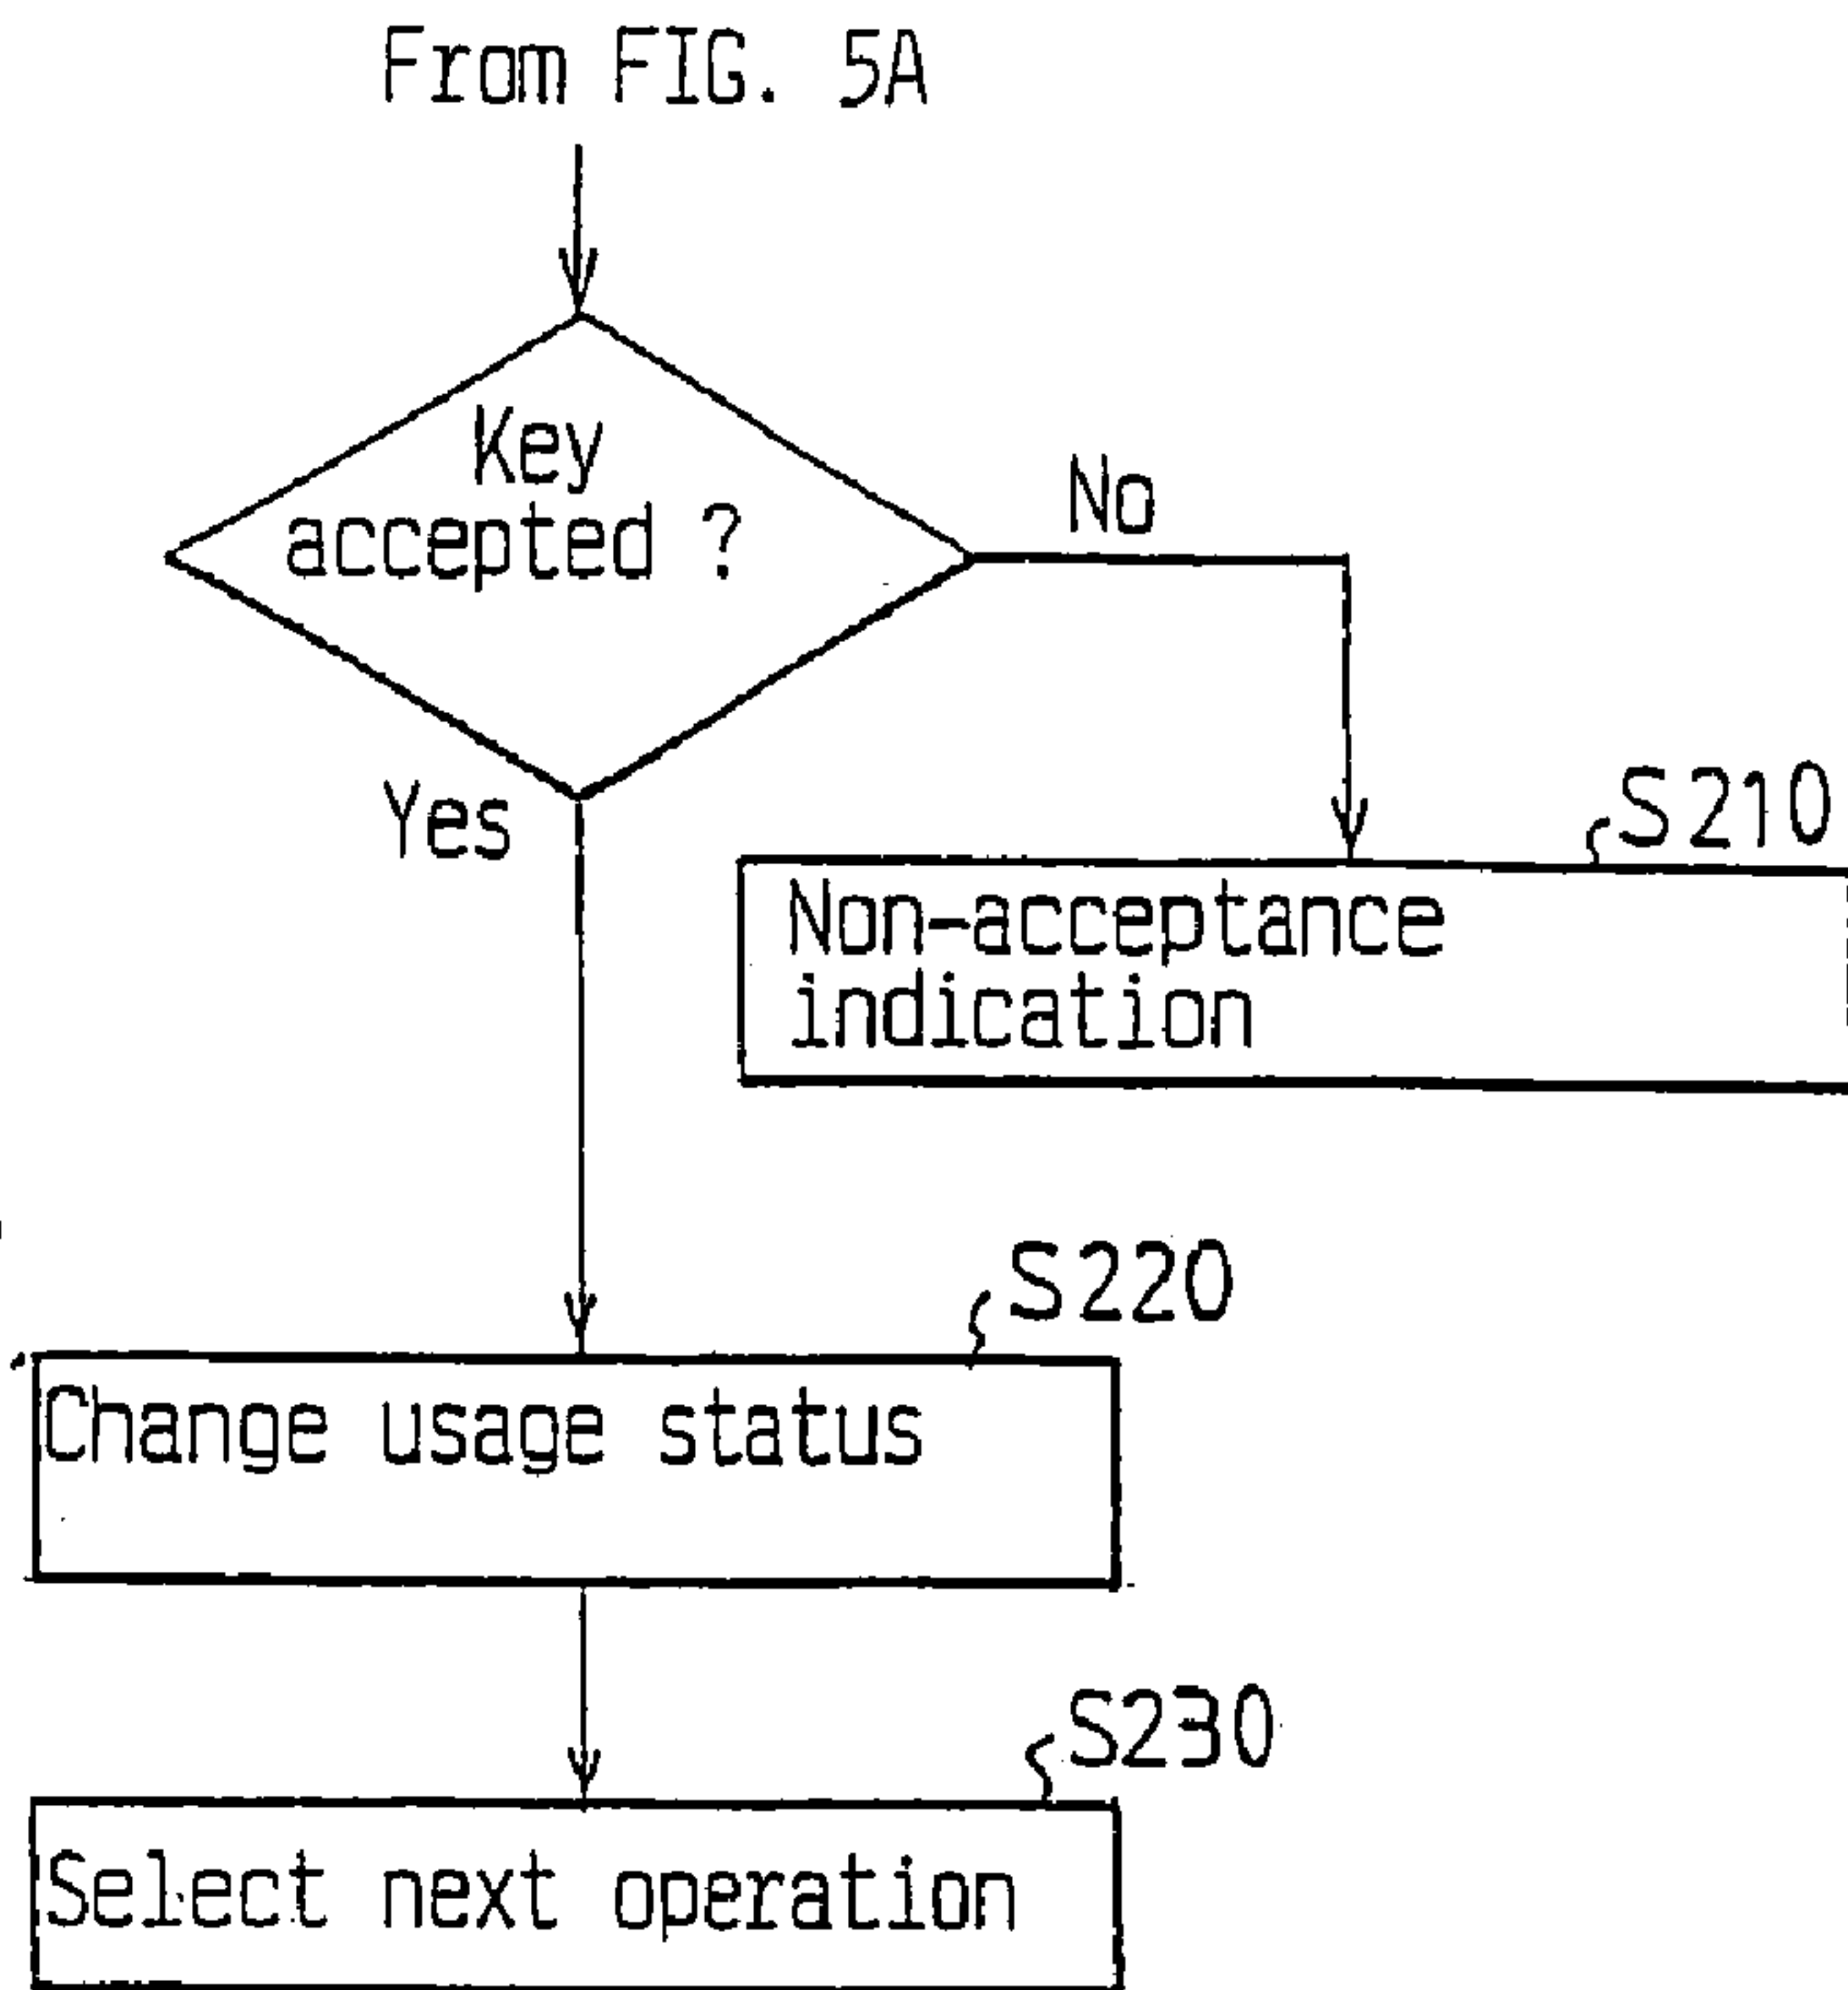 From FIG. 5A
Key
accepted ?
No
Yes
S210
Non-acceptance
indication
S220
Change usage status
S230
Select next operation